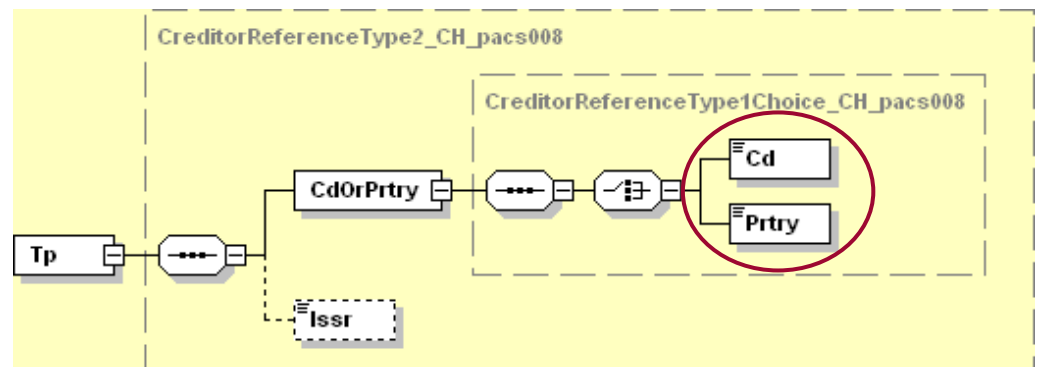 CreditorReferenceType2_CH_pacs008
CreditorReferenceType1Choice_CH_pacs008
Cd
CdOrPrtry
Prtry
Tp
Issr